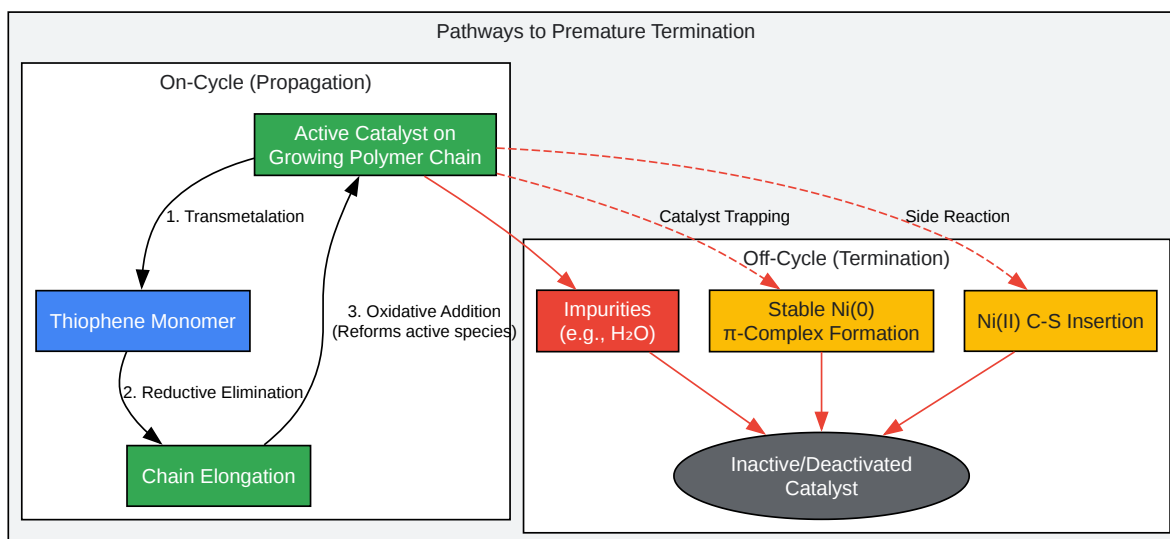 Pathways to Premature Termination
On-Cycle (Propagation)
Active Catalyst on
Growing Polymer Chain
1. Transmetalation
Catalyst Trapping
Side Reaction
Off-Cycle (Termination)
Thiophene Monomer
3. Oxidative Addition
(Reforms active species)
Impurities
(e.g., H₂O)
Stable Ni(0)
π-Complex Formation
Ni(II) C-S Insertion
2. Reductive Elimination
Chain Elongation
Inactive/Deactivated
Catalyst